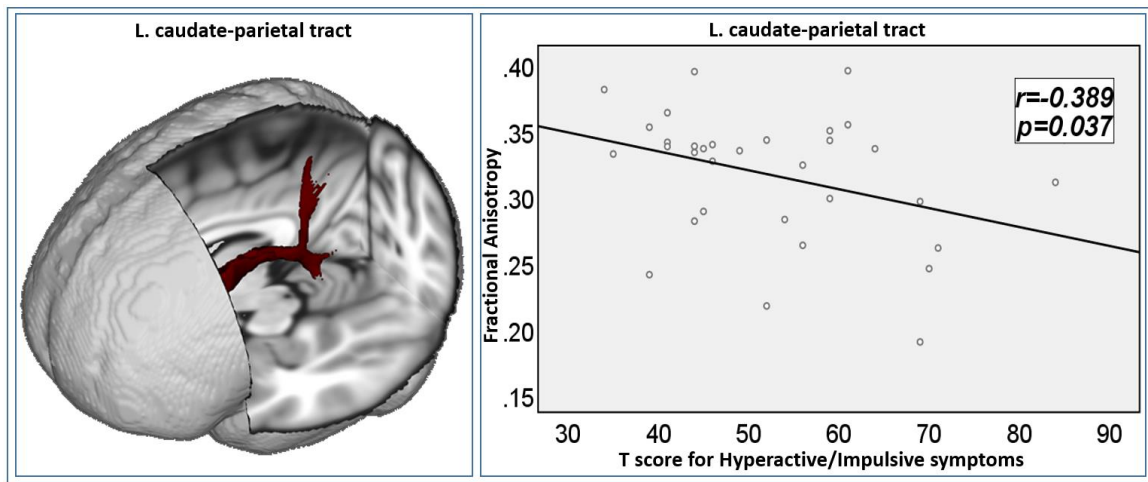 L. caudate-parietal tract
L. caudate-parietal tract
r=-0.389
p=0.037
Fractional Anisotropy
.40
.35
.30
.25
.20
.15
30 40 50 60 70 80 90
T score for Hyperactive/Impulsive symptoms